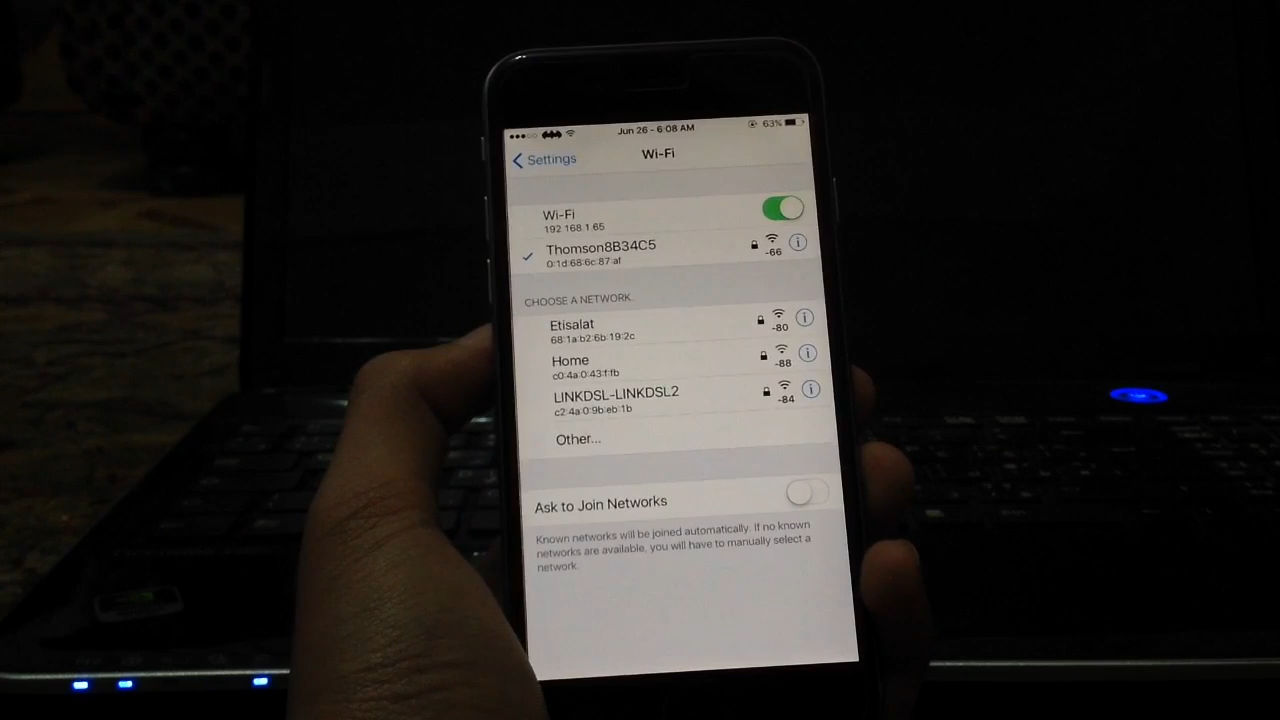 Jun 26 - 6:08 AM
63%
Settings
Wi-Fi
Wi-Fi
192.168.1.65
Thomson8B34C5
-66
0:1d:68:6c:87:af
CHOOSE A NETWORK...
Etisalat
-80
68:1a:b2:6b:19:2c
Home
-88
c0:4a:0:43:f:fb
LINKDSL-LINKDSL2
-84
c2:4a:0:9b:eb:1b
Other...
Ask to Join Networks
Known networks will be joined automatically. If no known
networks are available, you will have to manually select a
network.